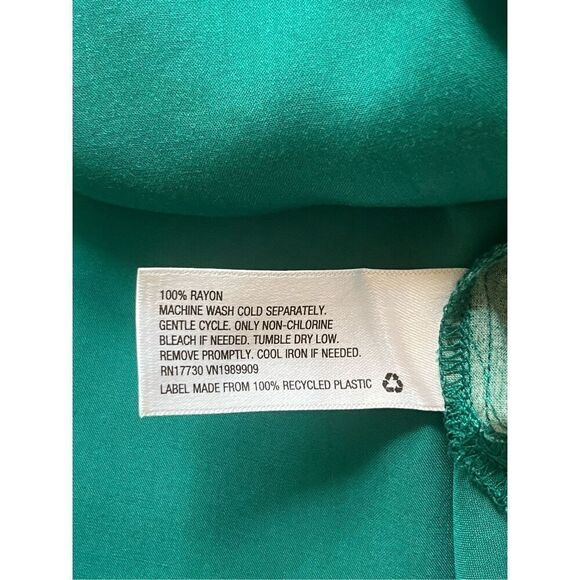 100% RAYON
MACHINE WASH COLD SEPARATELY.
GENTLE CYCLE. ONLY NON-CHLORINE
BLEACH IF NEEDED. TUMBLE DRY LOW.
REMOVE PROMPTLY. COOL IRON IF NEEDED.
RN17730 VN1989909
LABEL MADE FROM 100% RECYCLED PLASTIC